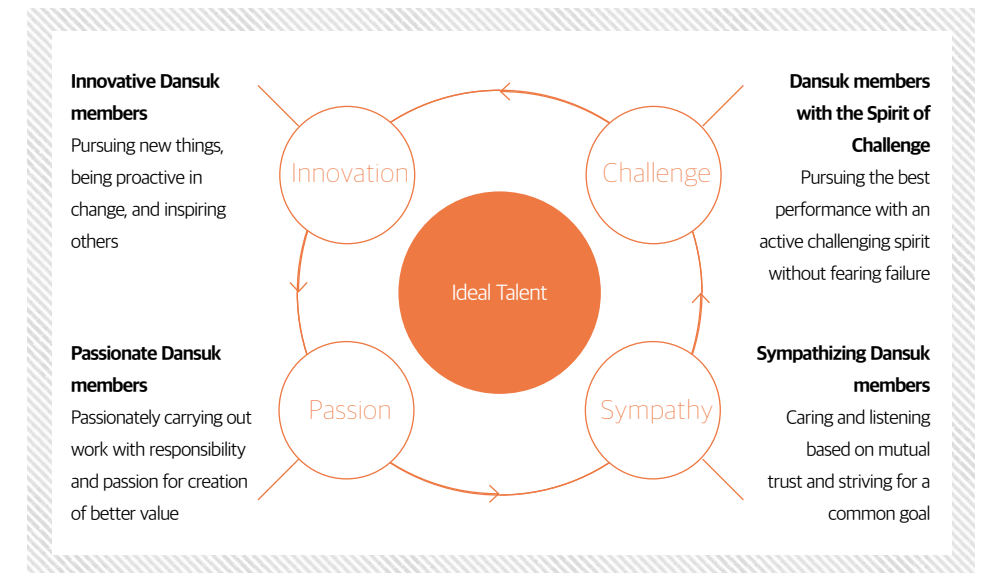 Innovative Dansuk
members
Pursuing new things,
being proactive in
change, and inspiring
others
Innovation
Challenge
Dansuk members
with the Spirit of
Challenge
Pursuing the best
performance with an
active challenging spirit
without fearing failure
Ideal Talent
Passionate Dansuk
members
Passionately carrying out
work with responsibility
and passion for creation
of better value
Passion
Sympathy
Sympathizing Dansuk
members
Caring and listening
based on mutual
trust and striving for a
common goal